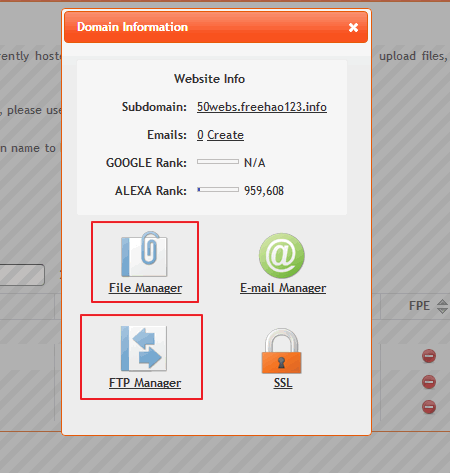 Domain Information
rently hoste
upload files,
, please use
n name to
Website Info
Subdomain: 50webs.freehao123.info
Emails: 0 Create
GOOGLE Rank: N/A
ALEXA Rank: 959,608
File Manager
E-mail Manager
FPE
FTP Manager
SSL